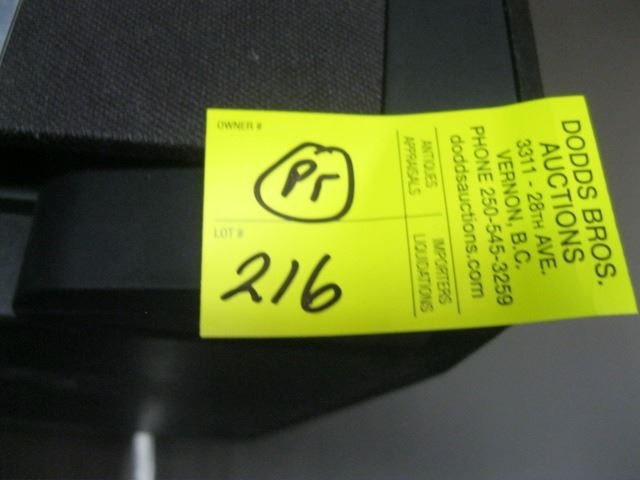 OWNER #
Pr
LOT #
216
ANTIQUES
APPRAISALS
IMPORTERS
LIQUIDATIONS
DODDS BROS.
AUCTIONS
3311 - 28TH AVE.
VERNON, B.C.
PHONE 250-545-3259
doddsauctions.com